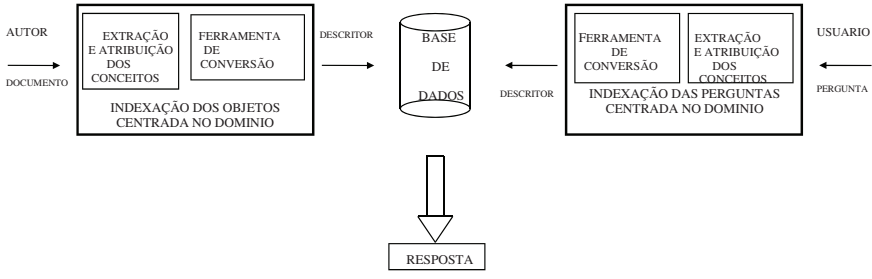 AUTOR
DOCUMENTO
EXTRAÇÃO
E ATRIBUIÇÃO
DOS
CONCEITOS
FERRAMENTA
DE
CONVERSÃO
INDEXAÇÃO DOS OBJETOS
CENTRADA NO DOMINIO
DESCRITOR
BASE
DE
DADOS
DESCRITOR
FERRAMENTA
DE
CONVERSÃO
EXTRAÇÃO
E ATRIBUIÇÃO
DOS
CONCEITOS
INDEXAÇÃO DAS PERGUNTAS
CENTRADA NO DOMINIO
USUARIO
PERGUNTA
RESPOSTA